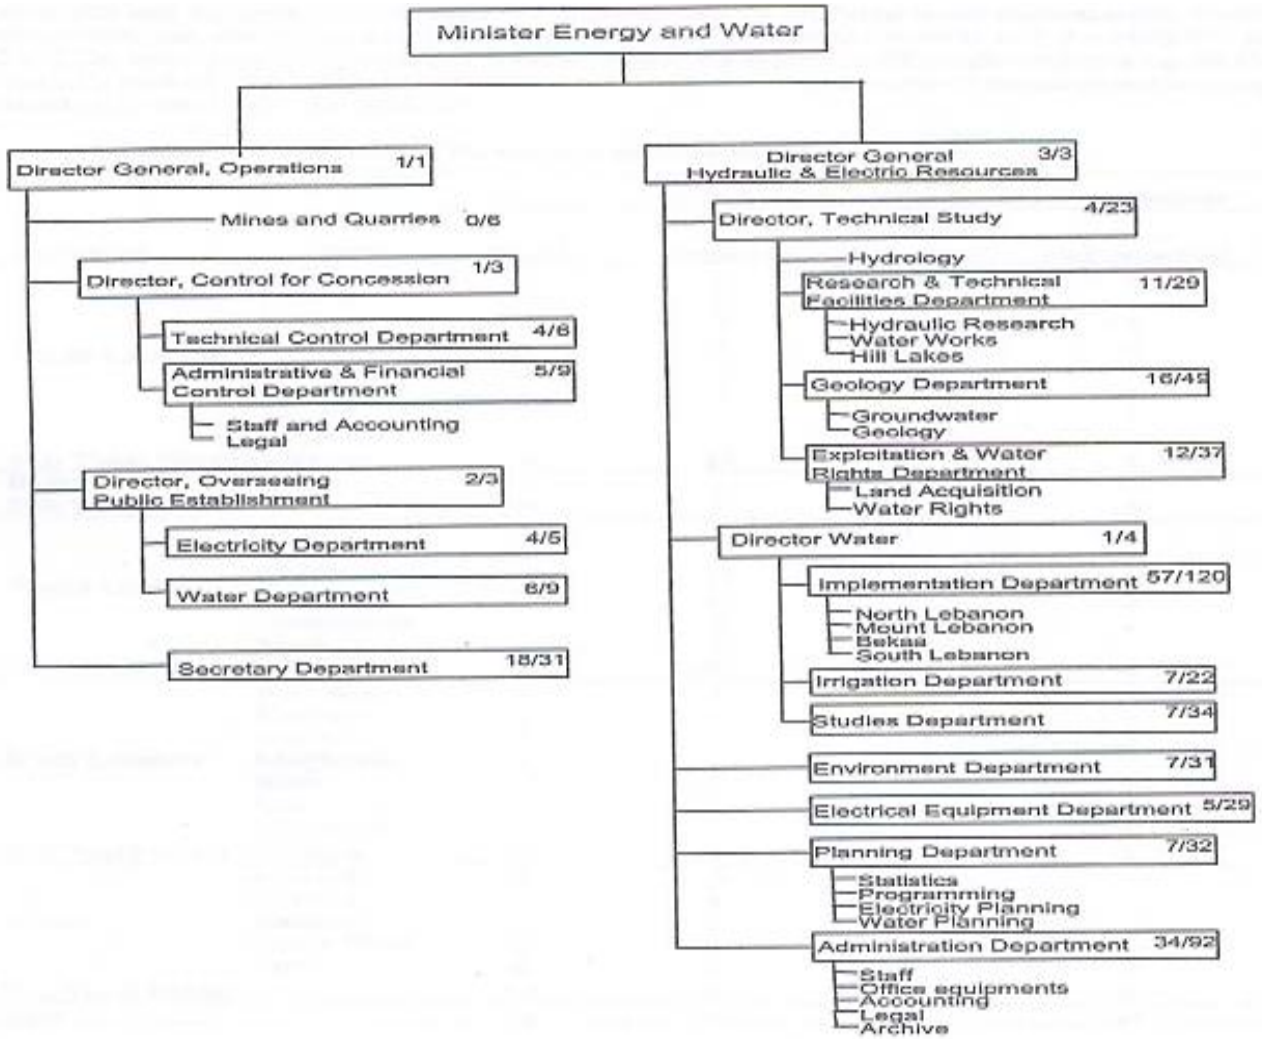 Minister Energy and Water
Director General, Operations 1/1
Mines and Quarries 0/6
Director, Control for Concession 1/3
Technical Control Department 4/6
Administrative & Financial 5/9
Control Department
Staff and Accounting
Legal
Director, Overseeing 2/3
Public Establishment
Electricity Department 4/5
Water Department 6/9
Secretary Department 18/31
Director General 3/3
Hydraulic & Electric Resources
Director, Technical Study 4/23
Hydrology
Research & Technical 11/29
Facilities Department
Hydraulic Research
Water Works
Hill Lakes
Geology Department 16/49
Groundwater
Geology
Exploitation & Water 12/37
Rights Department
Land Acquisition
Water Rights
Director Water 1/4
Implementation Department 57/120
North Lebanon
Mount Lebanon
Bekaa
South Lebanon
Irrigation Department 7/22
Studies Department 7/34
Environment Department 7/31
Electrical Equipment Department 5/29
Planning Department 7/32
Statistics
Programming
Electricity Planning
Water Planning
Administration Department 34/92
Staff
Office equipments
Accounting
Legal
Archive